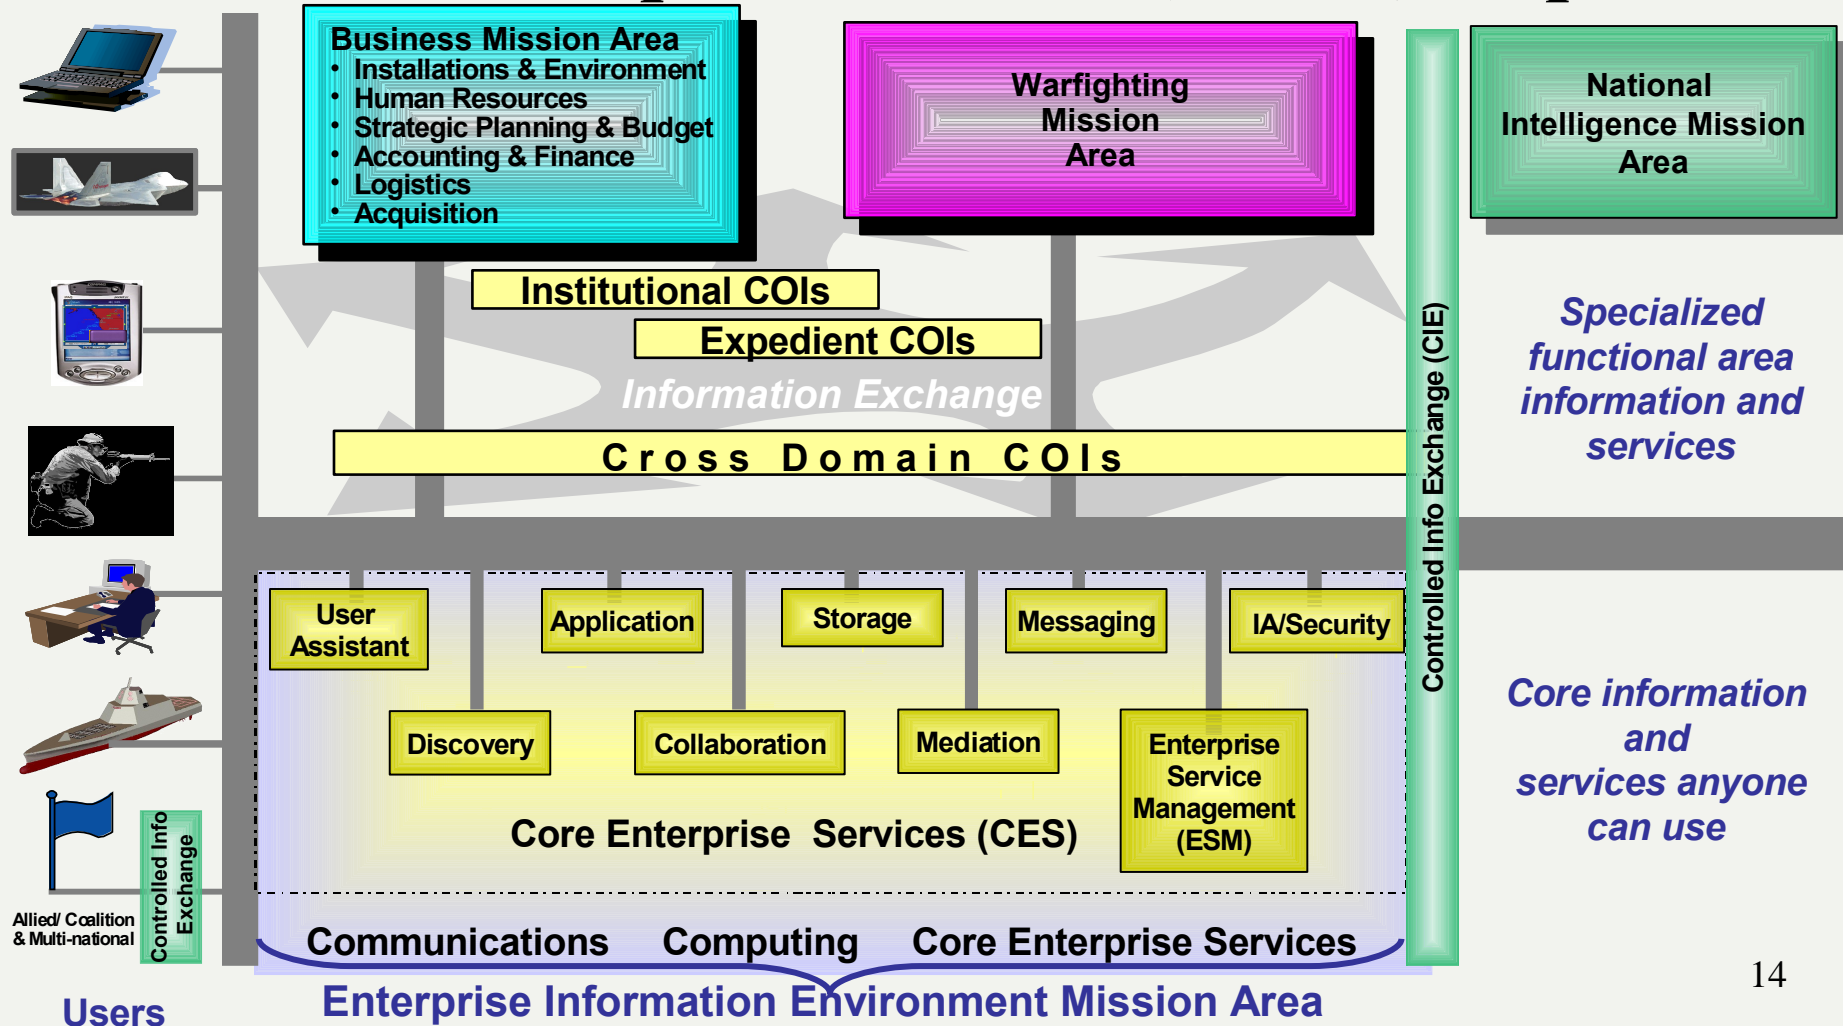 Business Mission Area
• Installations & Environment
• Human Resources
• Strategic Planning & Budget
• Accounting & Finance
• Logistics
• Acquisition
Warfighting
Mission
Area
National
Intelligence Mission
Area
Institutional COIs
Expedient COIs
Information Exchange
Cross Domain COIs
Controlled Info Exchange (CIE)
Specialized
functional area
information and
services
User
Assistant
Application
Storage
Messaging
IA/Security
Discovery
Collaboration
Mediation
Enterprise
Service
Management
(ESM)
Core Enterprise Services (CES)
Core information
and
services anyone
can use
Allied/ Coalition
& Multi-national
Controlled Info
Exchange
Communications Computing Core Enterprise Services
Enterprise Information Environment Mission Area
Users
14